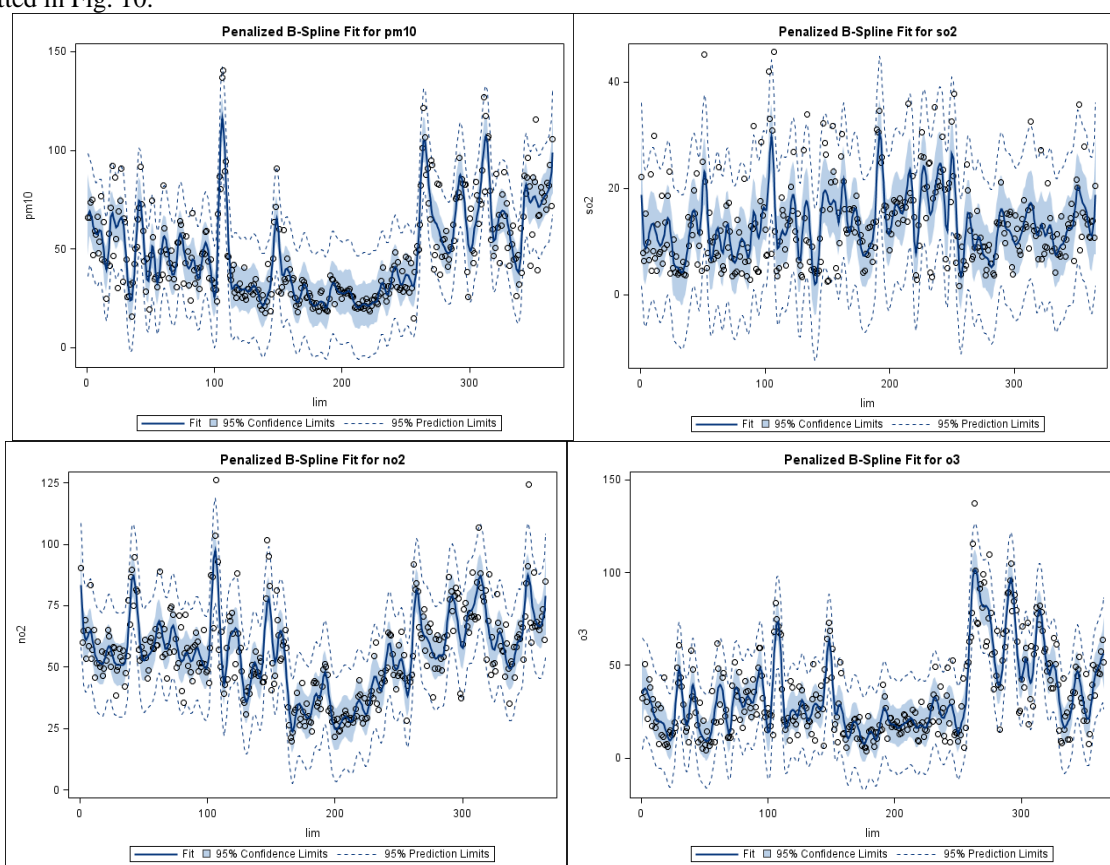 tted in Fig. 10.
Penalized B-Spline Fit for pm10
150
100
50
0
pm10
0 100 200 300
lim
Fit 95% Confidence Limits 95% Prediction Limits
Penalized B-Spline Fit for so2
40
20
0
so2
0 100 200 300
lim
Fit 95% Confidence Limits 95% Prediction Limits
Penalized B-Spline Fit for no2
125
100
75
50
25
0
no2
0 100 200 300
lim
Fit 95% Confidence Limits 95% Prediction Limits
Penalized B-Spline Fit for o3
150
100
50
0
o3
0 100 200 300
lim
Fit 95% Confidence Limits 95% Prediction Limits